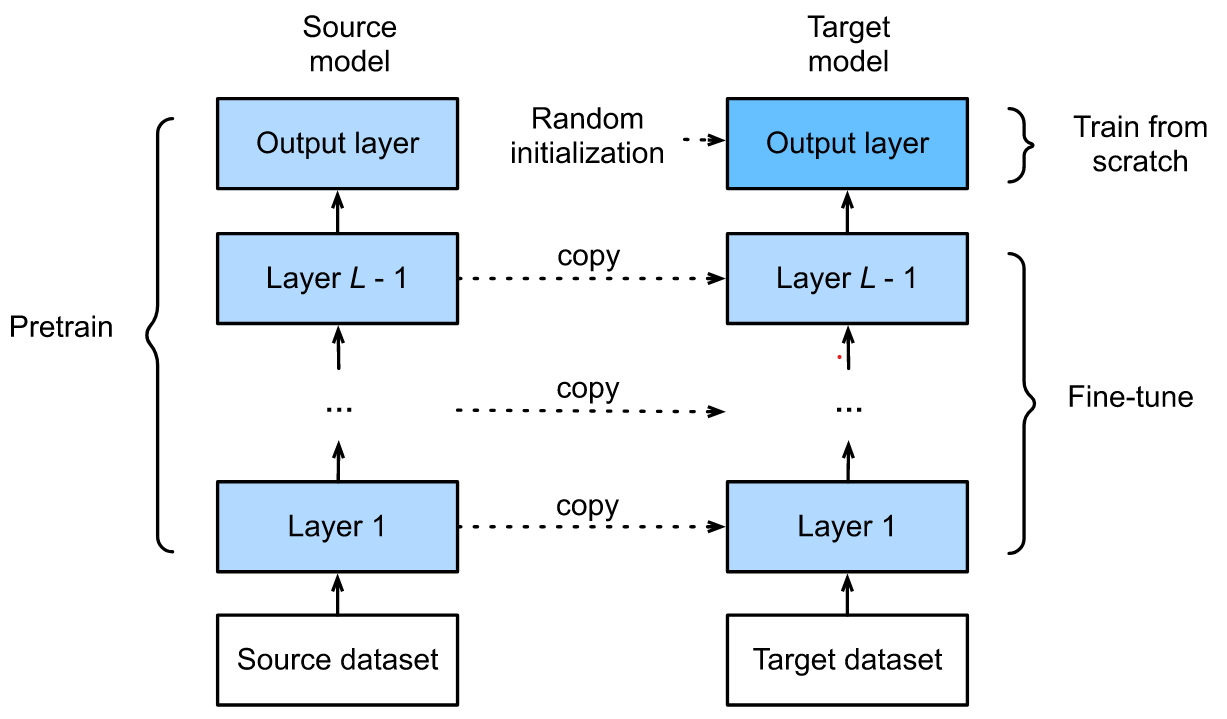 Source
model
Target
model
Output layer
Random
initialization
Output layer
Train from
scratch
Layer L - 1
copy
Layer L - 1
Pretrain
...
copy
...
Fine-tune
Layer 1
copy
Layer 1
Source dataset
Target dataset